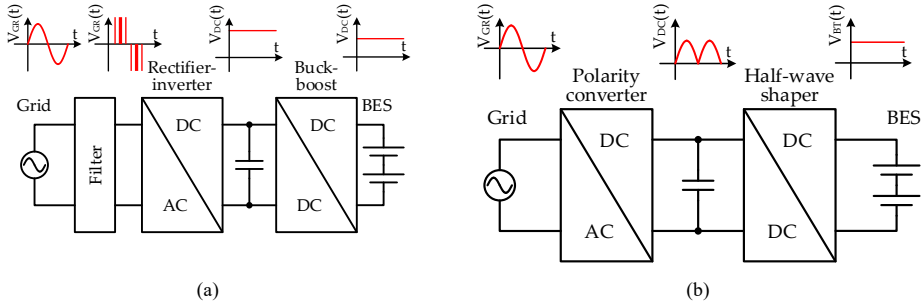 V_GR(t)
t
V_GR(t)
t
V_DC(t)
t
V_DC(t)
t
Rectifier-
inverter
Buck-
boost
Grid
BES
Filter
DC
AC
DC
DC
(a)
V_GR(t)
t
V_DC(t)
t
V_BT(t)
t
Polarity
converter
Half-wave
shaper
Grid
BES
DC
AC
DC
DC
(b)